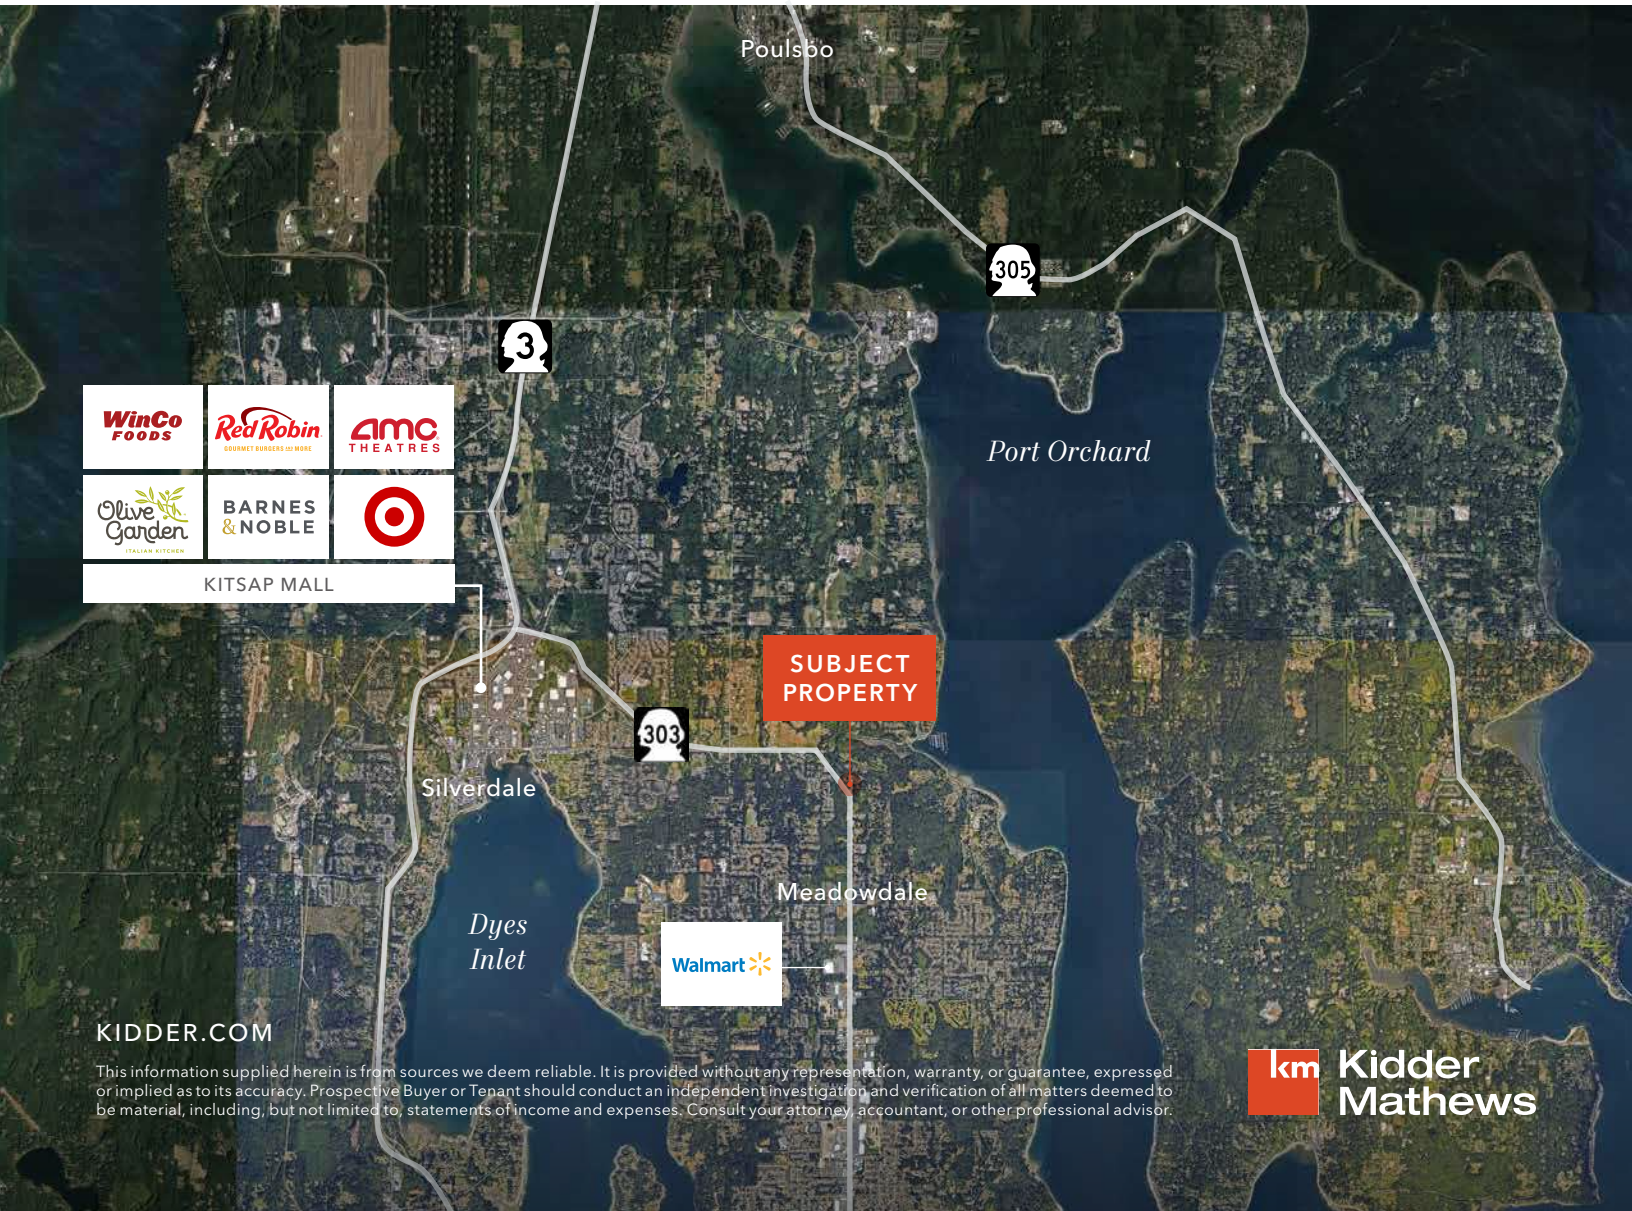 Poulsbo
305
3
WinCo
FOODS
Red Robin
GOURMET BURGERS AND MORE
amc
THEATRES
Olive
Garden
ITALIAN KITCHEN
BARNES
&NOBLE
KITSAP MALL
Port Orchard
SUBJECT
PROPERTY
303
Silverdale
Meadowdale
Dyes
Inlet
Walmart
KIDDER.COM
This information supplied herein is from sources we deem reliable. It is provided without any representation, warranty, or guarantee, expressed
or implied as to its accuracy. Prospective Buyer or Tenant should conduct an independent investigation and verification of all matters deemed to
be material, including, but not limited to, statements of income and expenses. Consult your attorney, accountant, or other professional advisor.
km
Kidder
Mathews